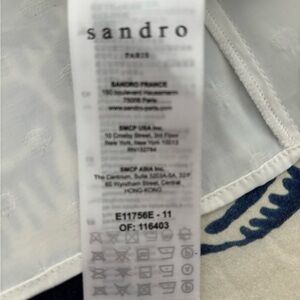 sandro
PARIS
SANDRO FRANCE
150 boulevard Haussmann
75008 Paris
www.sandro-paris.com
SMCP USA Inc.
10 Crosby Street, 3rd Floor
New York, New York 10013
RN132784
SMCP ASIA Inc.
The Centrium, Suite 3203A-5A, 32/F
60 Wyndham Street, Central
HONG-KONG
E11756E - 11
OF: 116403